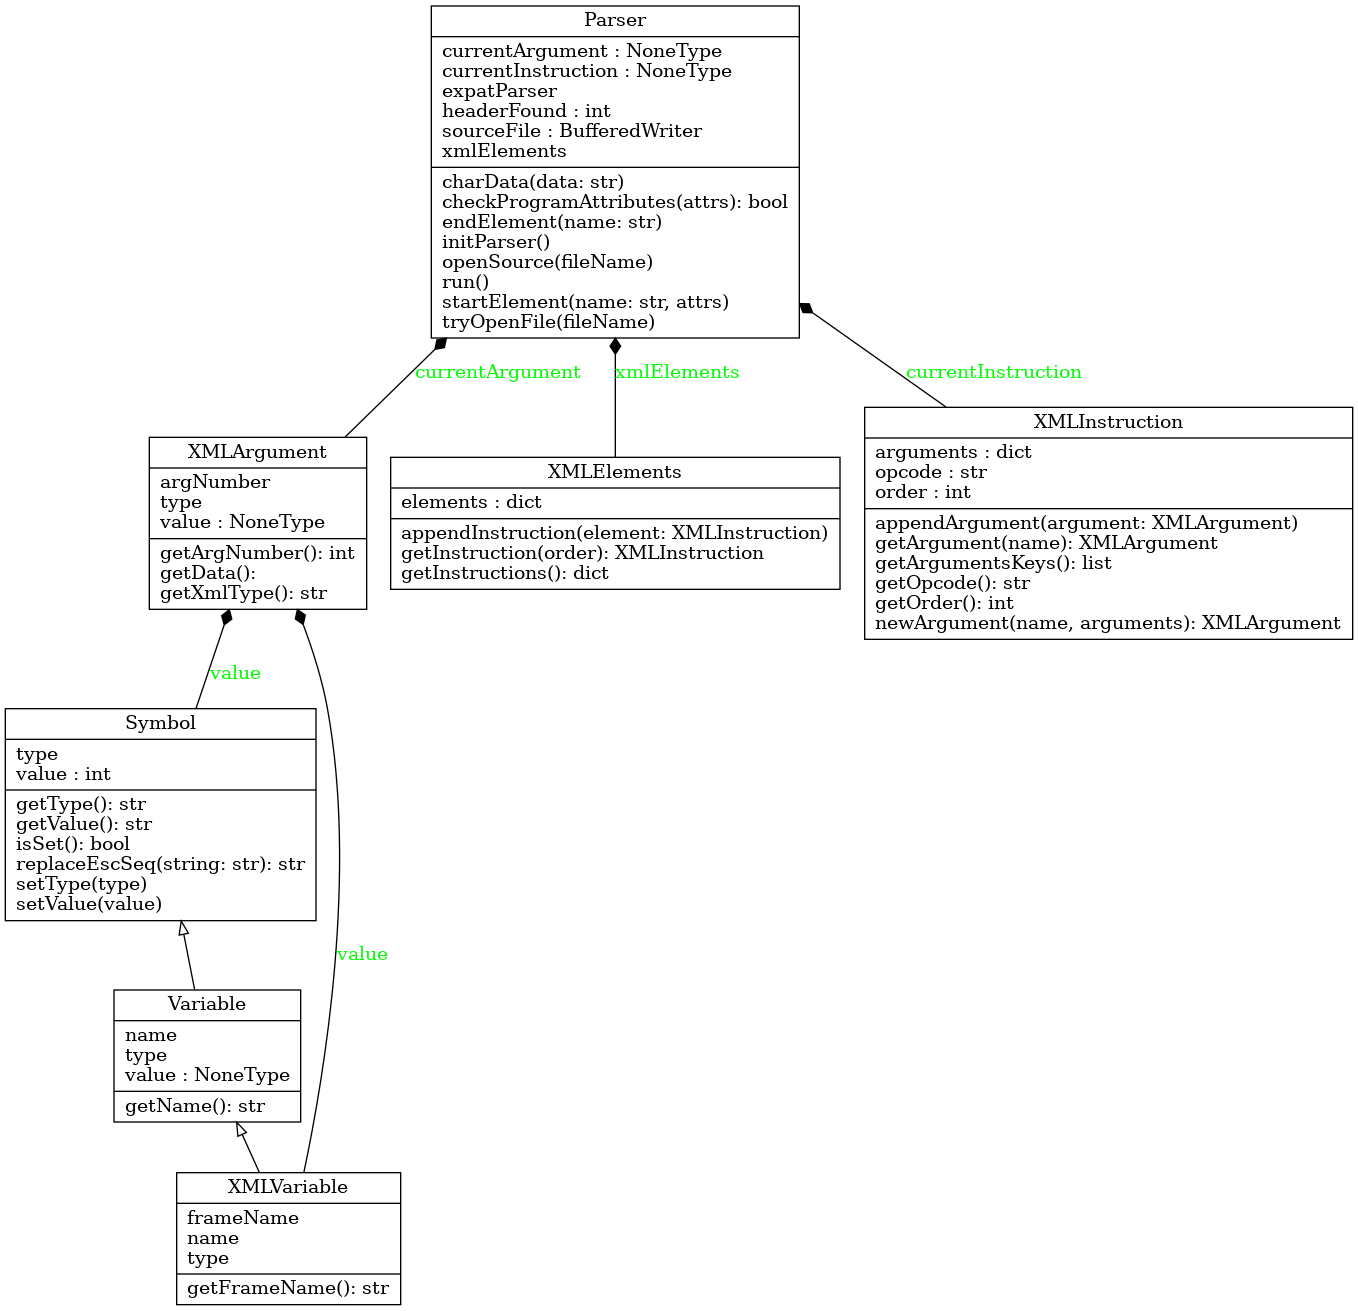 Parser
currentArgument : NoneType
currentInstruction : NoneType
expatParser
headerFound : int
sourceFile : BufferedWriter
xmlElements
charData(data: str)
checkProgramAttributes(attrs): bool
endElement(name: str)
initParser()
openSource(fileName)
run()
startElement(name: str, attrs)
tryOpenFile(fileName)
currentArgument
xmlElements
currentInstruction
XMLArgument
argNumber
type
value : NoneType
getArgNumber(): int
getData():
getXmlType(): str
XMLElements
elements : dict
appendInstruction(element: XMLInstruction)
getInstruction(order): XMLInstruction
getInstructions(): dict
XMLInstruction
arguments : dict
opcode : str
order : int
appendArgument(argument: XMLArgument)
getArgument(name): XMLArgument
getArgumentsKeys(): list
getOpcode(): str
getOrder(): int
newArgument(name, arguments): XMLArgument
value
Symbol
type
value : int
getType(): str
getValue(): str
isSet(): bool
replaceEscSeq(string: str): str
setType(type)
setValue(value)
value
Variable
name
type
value : NoneType
getName(): str
XMLVariable
frameName
name
type
getFrameName(): str